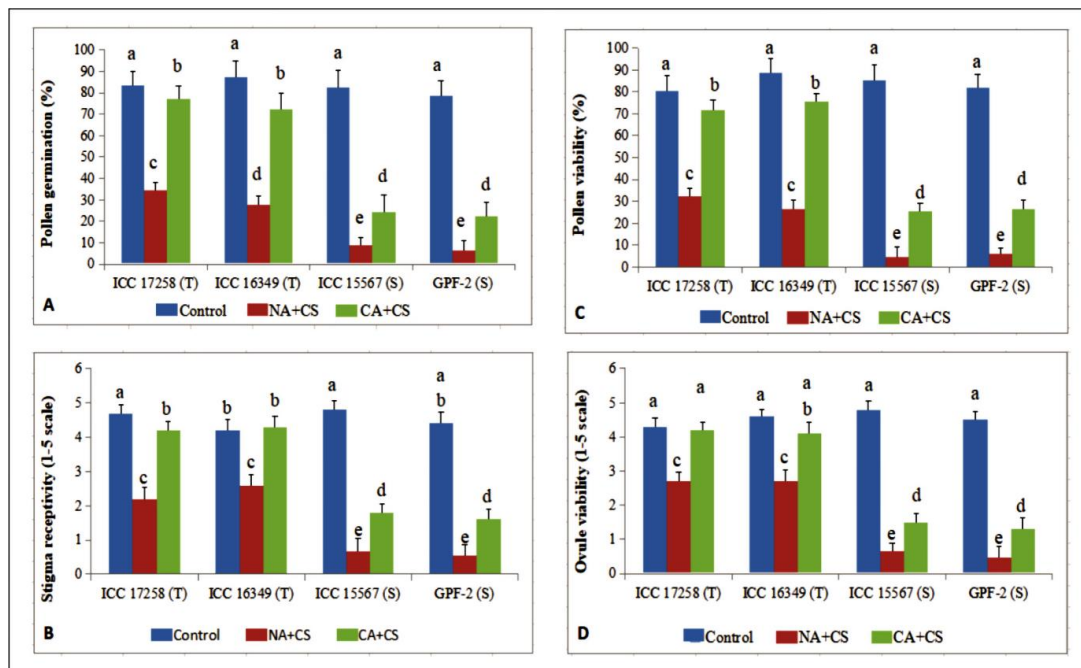 a b a b a a
100
90
80
70
60
50
40
30
20
10
0
Pollen germination (%)
c d e d e d
ICC 17258 (T) ICC 16349 (T) ICC 15567 (S) GPF-2 (S)
A Control NA+CS CA+CS
a b a b a a
100
90
80
70
60
50
40
30
20
10
0
Pollen viability (%)
c c e d e d
ICC 17258 (T) ICC 16349 (T) ICC 15567 (S) GPF-2 (S)
C Control NA+CS CA+CS
6
5
4
3
2
1
0
Stigma receptivity (1-5 scale)
a b b b a a
b
c c e d e d
ICC 17258 (T) ICC 16349 (T) ICC 15567 (S) GPF-2 (S)
B Control NA+CS CA+CS
6
5
4
3
2
1
0
Ovule viability (1-5 scale)
a a a a a a
b
c c e d e d
ICC 17258 (T) ICC 16349 (T) ICC 15567 (S) GPF-2 (S)
D Control NA+CS CA+CS